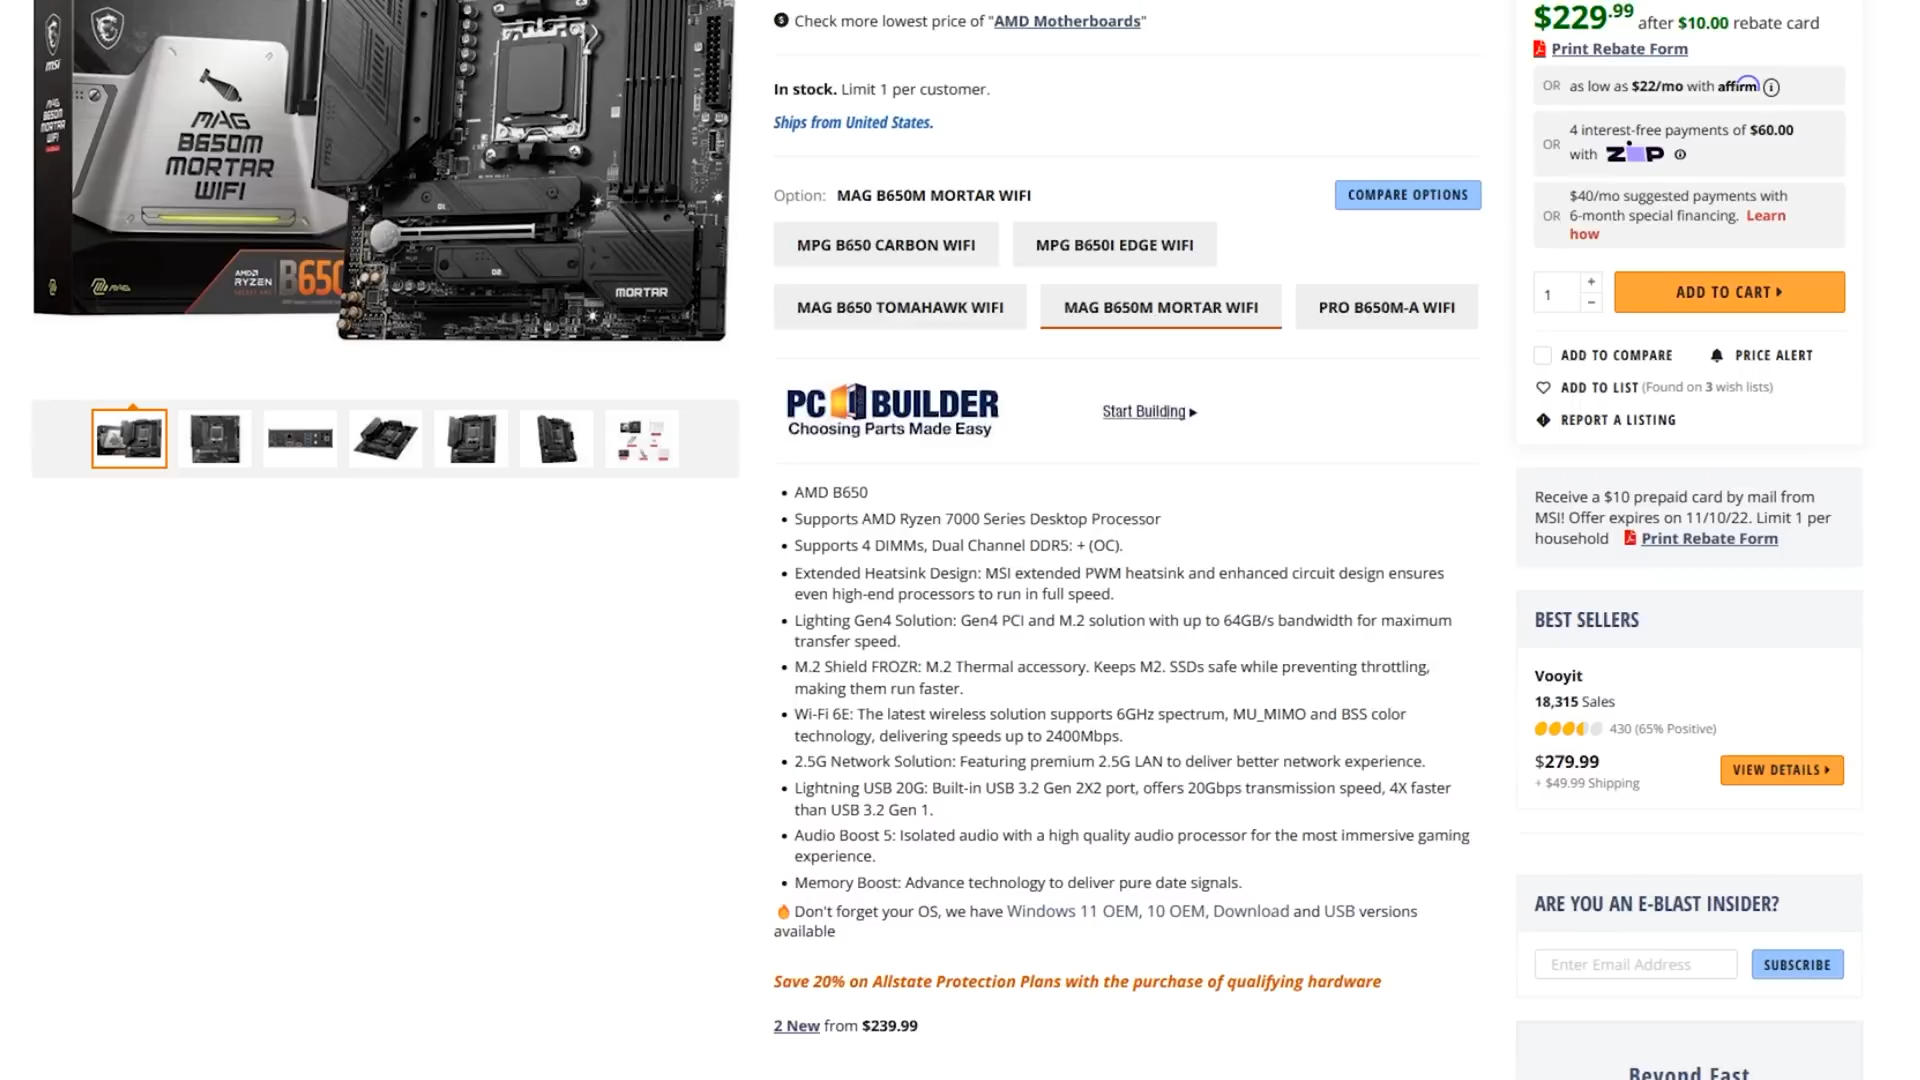 Check more lowest price of "AMD Motherboards"
In stock. Limit 1 per customer.
Ships from United States.
Option: MAG B650M MORTAR WIFI
COMPARE OPTIONS
MPG B650 CARBON WIFI
MPG B650I EDGE WIFI
MAG B650 TOMAHAWK WIFI
MAG B650M MORTAR WIFI
PRO B650M-A WIFI
PC BUILDER
Choosing Parts Made Easy
Start Building
• AMD B650
• Supports AMD Ryzen 7000 Series Desktop Processor
• Supports 4 DIMMs, Dual Channel DDR5: + (OC).
• Extended Heatsink Design: MSI extended PWM heatsink and enhanced circuit design ensures
even high-end processors to run in full speed.
• Lighting Gen4 Solution: Gen4 PCI and M.2 solution with up to 64GB/s bandwidth for maximum
transfer speed.
• M.2 Shield FROZR: M.2 Thermal accessory. Keeps M2. SSDs safe while preventing throttling,
making them run faster.
• Wi-Fi 6E: The latest wireless solution supports 6GHz spectrum, MU_MIMO and BSS color
technology, delivering speeds up to 2400Mbps.
• 2.5G Network Solution: Featuring premium 2.5G LAN to deliver better network experience.
• Lightning USB 20G: Built-in USB 3.2 Gen 2X2 port, offers 20Gbps transmission speed, 4X faster
than USB 3.2 Gen 1.
• Audio Boost 5: Isolated audio with a high quality audio processor for the most immersive gaming
experience.
• Memory Boost: Advance technology to deliver pure date signals.
Don't forget your OS, we have Windows 11 OEM, 10 OEM, Download and USB versions
available
Save 20% on Allstate Protection Plans with the purchase of qualifying hardware
2 New from $239.99
msi
MAG
B650M
MORTAR
WIFI
MAG
B650M
MORTAR
WIFI
MAG
AMD
RYZEN
B650
MORTAR
$229.99 after $10.00 rebate card
Print Rebate Form
OR as low as $22/mo with affirm
OR 4 interest-free payments of $60.00
with ZIP
OR $40/mo suggested payments with
6-month special financing. Learn
how
1
+
−
ADD TO CART
ADD TO COMPARE
PRICE ALERT
ADD TO LIST (Found on 3 wish lists)
REPORT A LISTING
Receive a $10 prepaid card by mail from
MSI! Offer expires on 11/10/22. Limit 1 per
household Print Rebate Form
BEST SELLERS
Vooyit
18,315 Sales
430 (65% Positive)
$279.99
+ $49.99 Shipping
VIEW DETAILS
ARE YOU AN E-BLAST INSIDER?
Enter Email Address
SUBSCRIBE
Beyond Fast